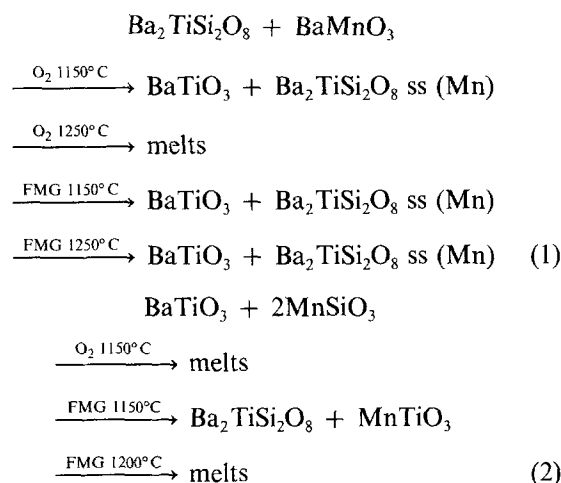 Ba₂TiSi₂O₈ + BaMnO₃
O₂ 1150°C → BaTiO₃ + Ba₂TiSi₂O₈ ss (Mn)
O₂ 1250°C → melts
FMG 1150°C → BaTiO₃ + Ba₂TiSi₂O₈ ss (Mn)
FMG 1250°C → BaTiO₃ + Ba₂TiSi₂O₈ ss (Mn) (1)
BaTiO₃ + 2MnSiO₃
O₂ 1150°C → melts
FMG 1150°C → Ba₂TiSi₂O₈ + MnTiO₃
FMG 1200°C → melts (2)